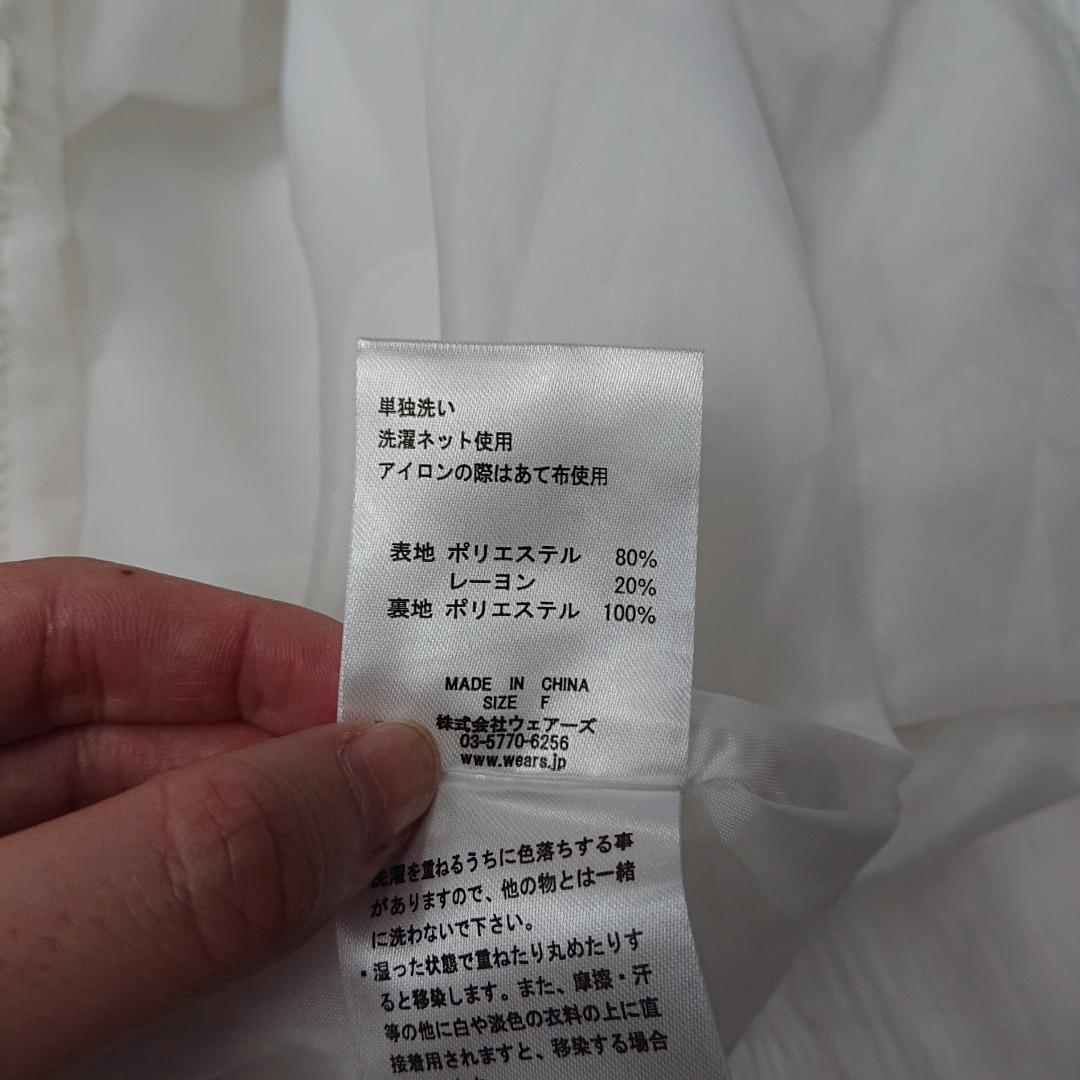 単独洗い
洗濯ネット使用
アイロンの際はあて布使用
表地 ポリエステル 80%
レーヨン 20%
裏地 ポリエステル 100%
MADE IN CHINA
SIZE F
株式会社ウェアーズ
03-5770-6256
www.wears.jp
洗濯を重ねるうちに色落ちする事
がありますので、他の物とは一緒
に洗わないで下さい。
・湿った状態で重ねたり丸めたりす
ると移染します。また、摩擦・汗
等の他に白や淡色の衣料の上に直
接着用されますと、移染する場合